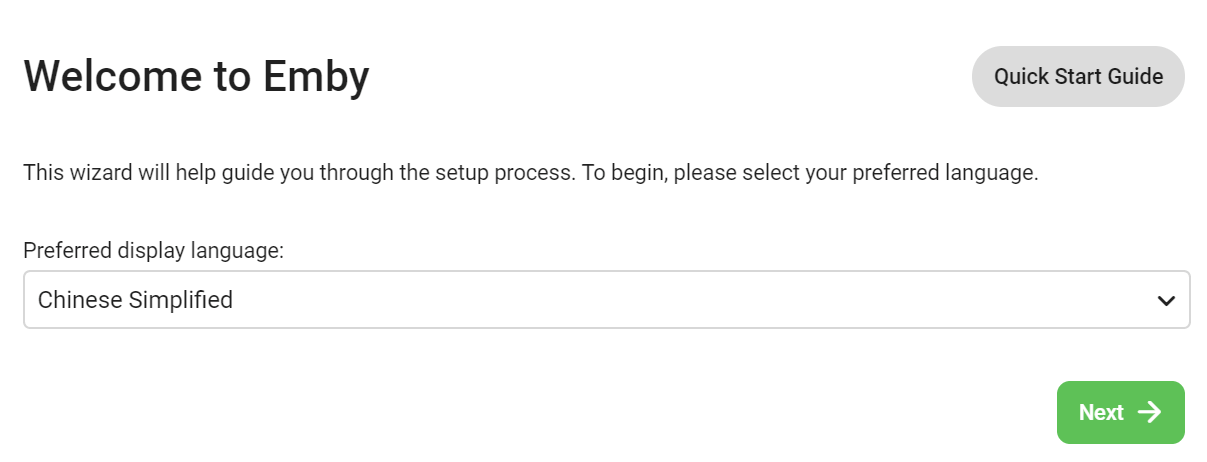 Welcome to Emby
Quick Start Guide
This wizard will help guide you through the setup process. To begin, please select your preferred language.
Preferred display language:
Chinese Simplified
Next